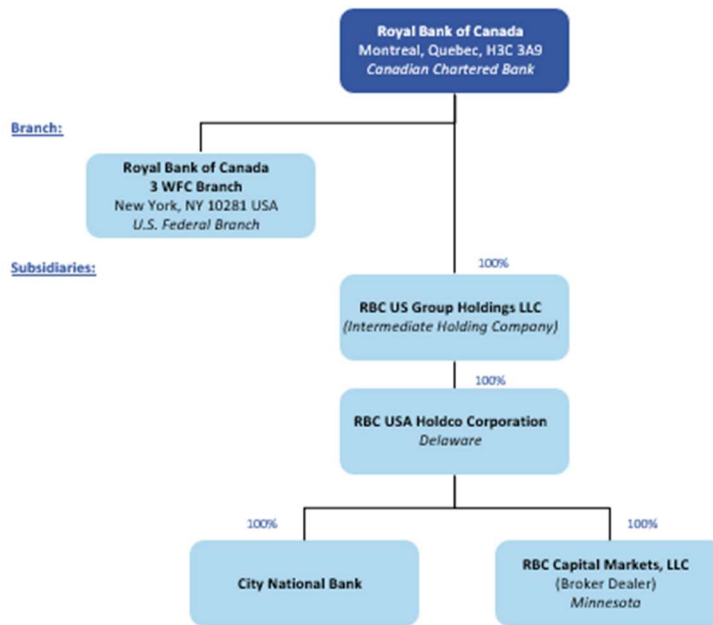 Royal Bank of Canada
Montreal, Quebec, H3C 3A9
Canadian Chartered Bank
Branch:
Royal Bank of Canada
3 WFC Branch
New York, NY 10281 USA
U.S. Federal Branch
Subsidiaries:
100%
RBC US Group Holdings LLC
(Intermediate Holding Company)
100%
RBC USA Holdco Corporation
Delaware
100%
100%
City National Bank
RBC Capital Markets, LLC
(Broker Dealer)
Minnesota